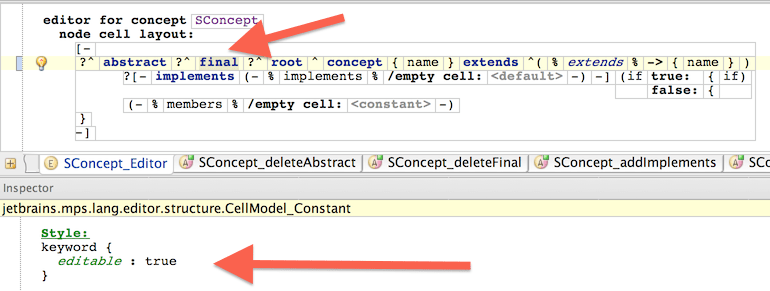 editor for concept SConcept
node cell layout:
[-
?^ abstract ?^ final ?^ root ^ concept { name } extends ^( % extends % -> { name } )
?[- implements (- % implements % /empty cell: <default> -) -] (if true: { if)
false: {
(- % members % /empty cell: <constant> -)
}
-]
SConcept_Editor SConcept_deleteAbstract SConcept_deleteFinal SConcept_addImplements SCo
Inspector
jetbrains.mps.lang.editor.structure.CellModel_Constant
Style:
keyword {
editable : true
}